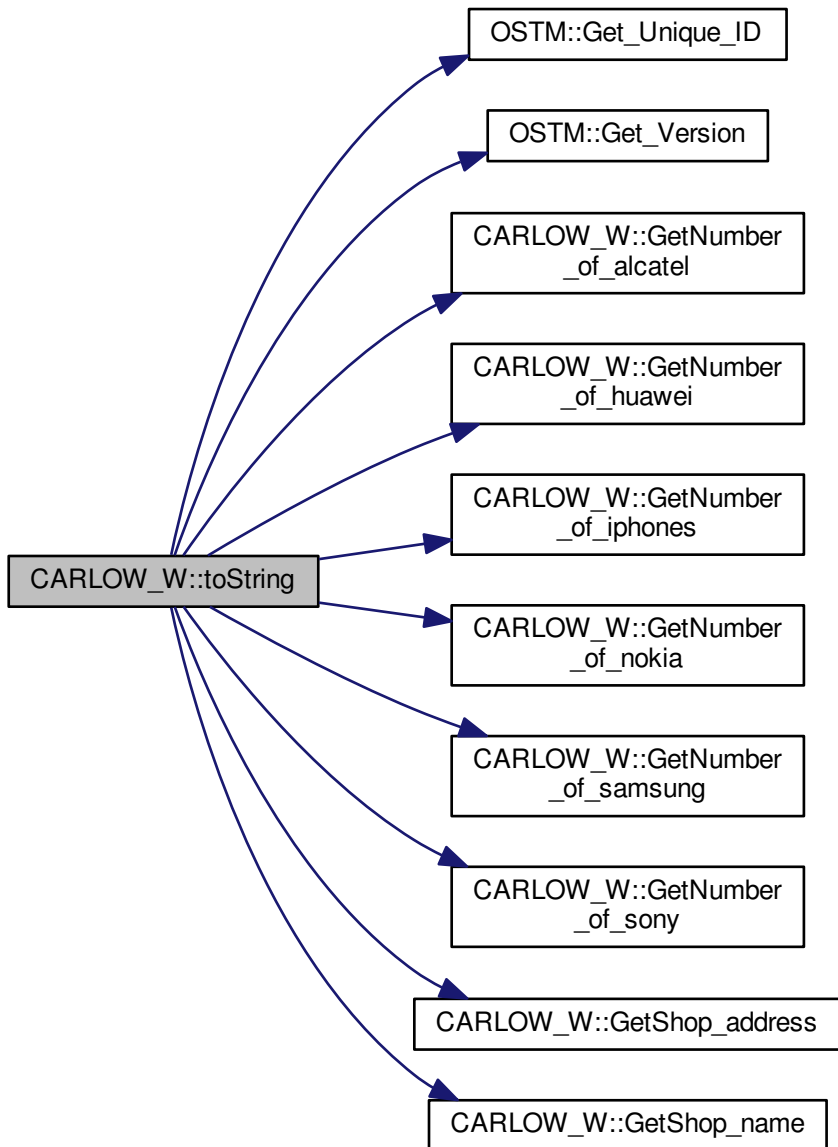 OSTM::Get_Unique_ID
OSTM::Get_Version
CARLOW_W::GetNumber
_of_alcatel
CARLOW_W::GetNumber
_of_huawei
CARLOW_W::GetNumber
_of_iphones
CARLOW_W::toString
CARLOW_W::GetNumber
_of_nokia
CARLOW_W::GetNumber
_of_samsung
CARLOW_W::GetNumber
_of_sony
CARLOW_W::GetShop_address
CARLOW_W::GetShop_name